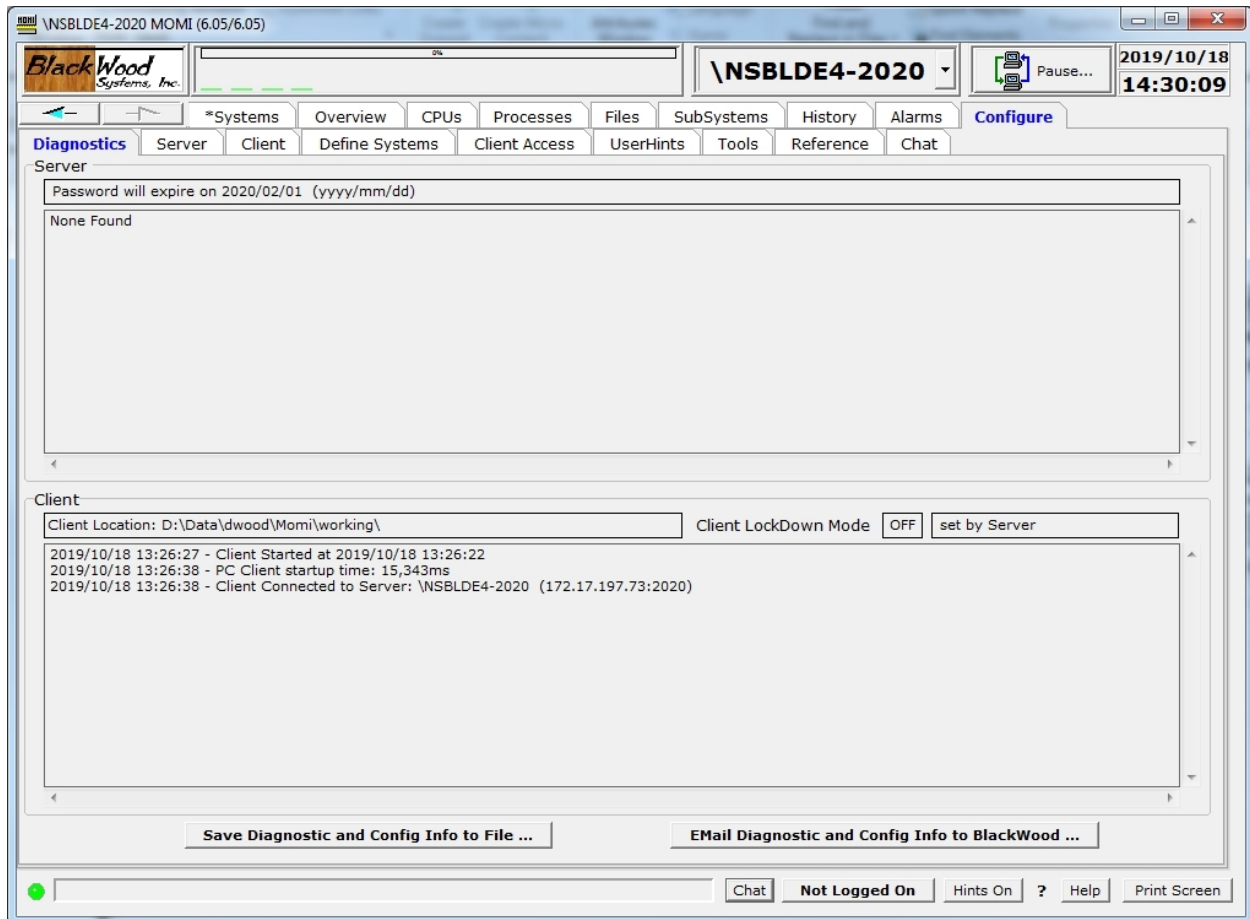 \NSBLDE4-2020 MOMI (6.05/6.05)
BlackWood
Systems, Inc.
0%
\NSBLDE4-2020
Pause...
2019/10/18
14:30:09
*Systems Overview CPUs Processes Files SubSystems History Alarms Configure
Diagnostics Server Client Define Systems Client Access UserHints Tools Reference Chat
Server
Password will expire on 2020/02/01 (yyyy/mm/dd)
None Found
Client
Client Location: D:\Data\dwood\Momi\working\ Client LockDown Mode OFF set by Server
2019/10/18 13:26:27 - Client Started at 2019/10/18 13:26:22
2019/10/18 13:26:38 - PC Client startup time: 15,343ms
2019/10/18 13:26:38 - Client Connected to Server: \NSBLDE4-2020 (172.17.197.73:2020)
Save Diagnostic and Config Info to File ... EMail Diagnostic and Config Info to BlackWood ...
Chat Not Logged On Hints On ? Help Print Screen